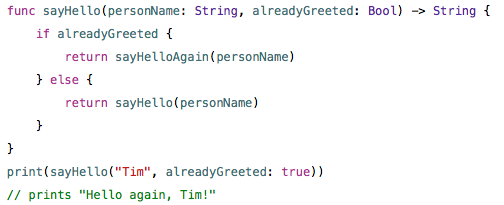 func sayHello(personName: String, alreadyGreeted: Bool) -> String {
    if alreadyGreeted {
        return sayHelloAgain(personName)
    } else {
        return sayHello(personName)
    }
}
print(sayHello("Tim", alreadyGreeted: true))
// prints "Hello again, Tim!"